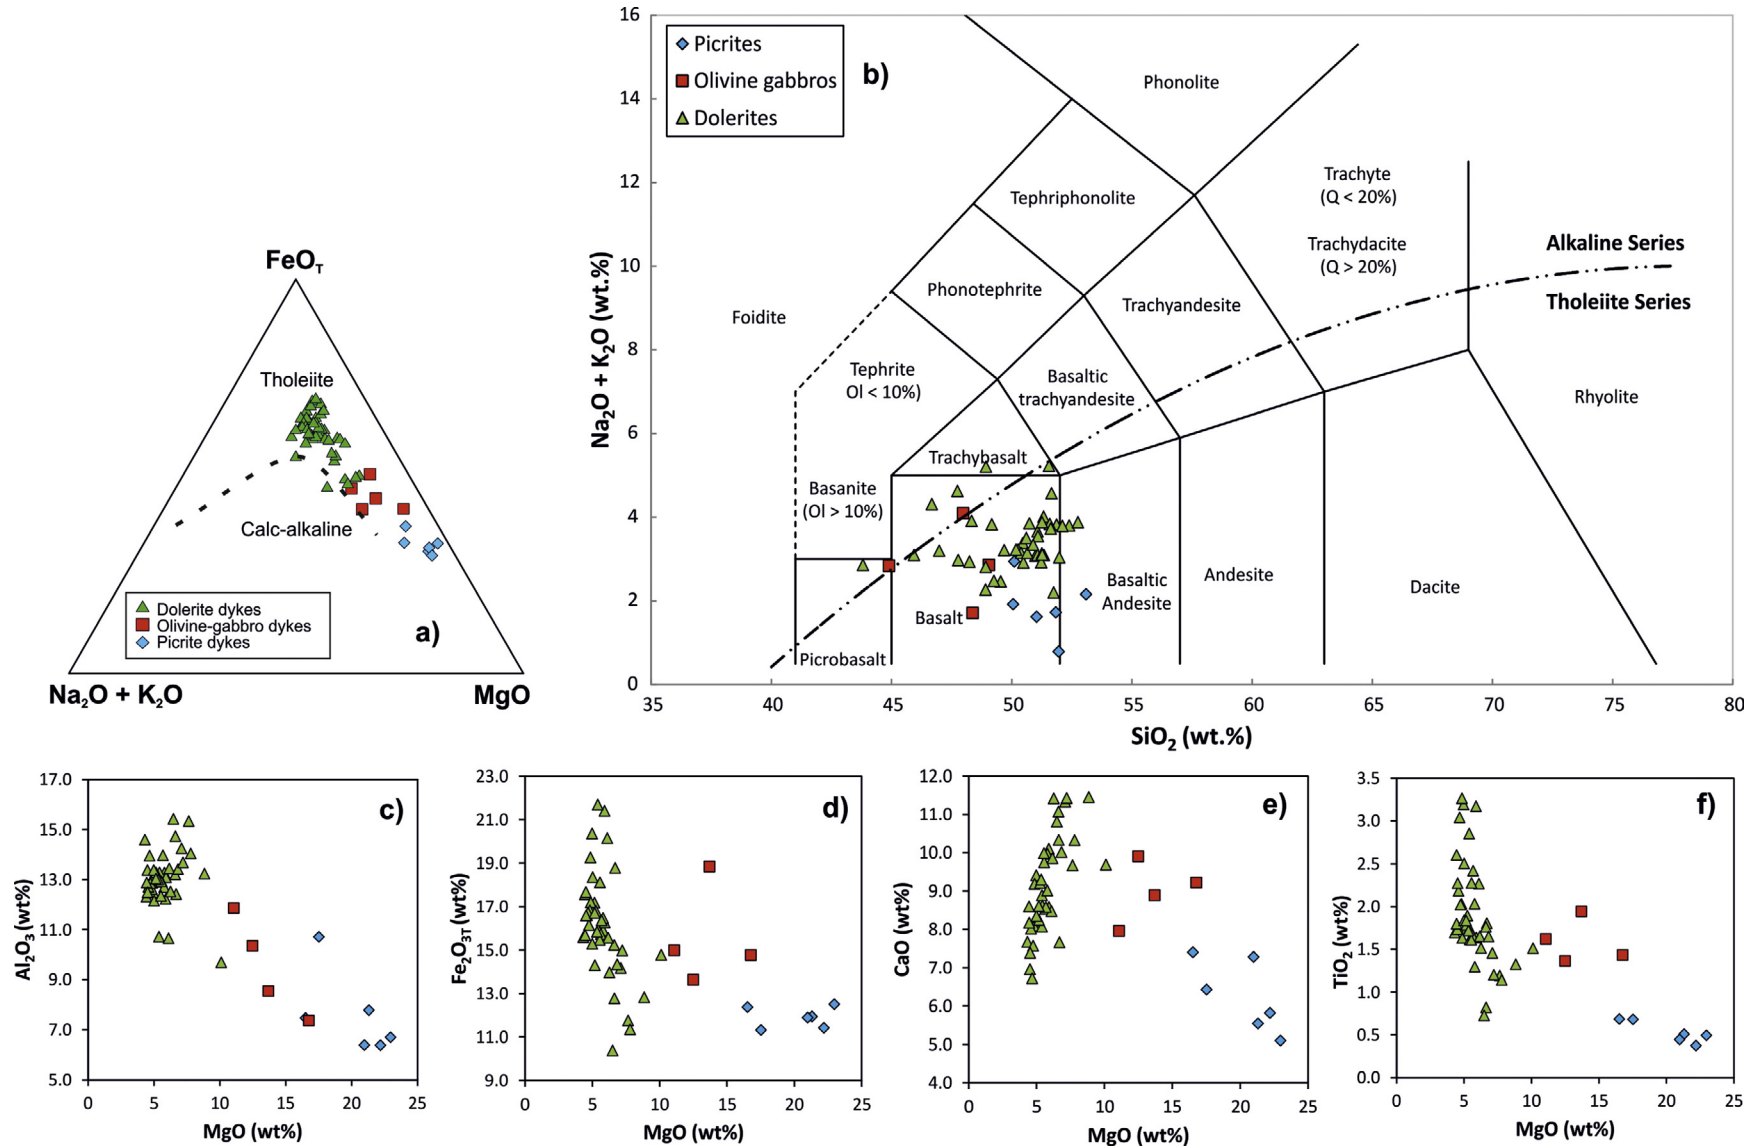 FeO_T
Tholeiite
Calc-alkaline
Dolerite dykes
Olivine-gabbro dykes
Picrite dykes
a)
Na₂O + K₂O
MgO
16
14
12
10
8
6
4
2
0
Na₂O + K₂O (wt.%)
Picrites
Olivine gabbros
Dolerites
b)
Phonolite
Trachyte
(Q < 20%)
Tephriphonolite
Trachydacite
(Q > 20%)
Alkaline Series
Tholeiite Series
Phonotephrite
Trachyandesite
Foidite
Tephrite
Ol < 10%)
Basaltic
trachyandesite
Rhyolite
Trachybasalt
Basanite
(Ol > 10%)
Basalt
Basaltic
Andesite
Andesite
Dacite
Picrobasalt
35
40
45
50
55
60
65
70
75
80
SiO₂ (wt.%)
17.0
15.0
13.0
11.0
9.0
7.0
5.0
Al₂O₃ (wt%)
c)
0
5
10
15
20
25
MgO (wt%)
23.0
21.0
19.0
17.0
15.0
13.0
11.0
9.0
Fe₂O₃T (wt%)
d)
0
5
10
15
20
25
MgO (wt%)
12.0
11.0
10.0
9.0
8.0
7.0
6.0
5.0
4.0
CaO (wt%)
e)
0
5
10
15
20
25
MgO (wt%)
3.5
3.0
2.5
2.0
1.5
1.0
0.5
0.0
TiO₂ (wt%)
f)
0
5
10
15
20
25
MgO (wt%)